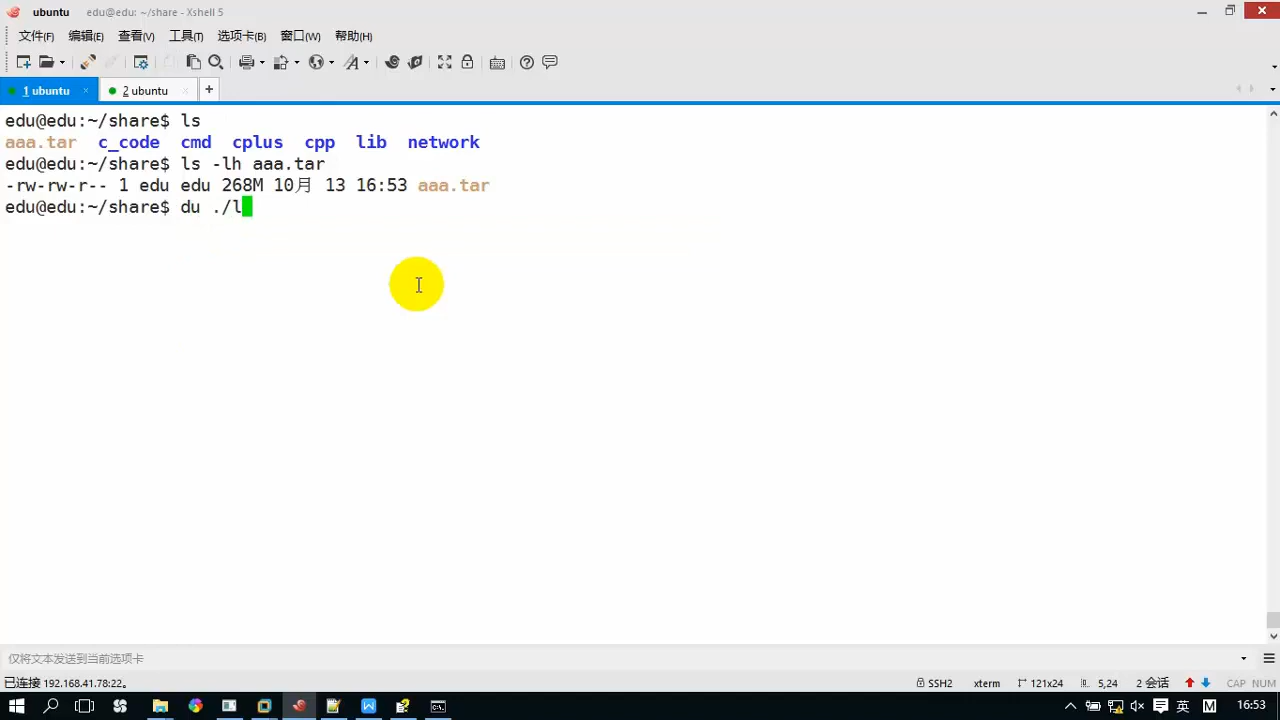 ubuntu edu@edu: ~/share - Xshell 5
文件(F) 编辑(E) 查看(V) 工具(T) 选项卡(B) 窗口(W) 帮助(H)
1 ubuntu × 2 ubuntu × +
edu@edu:~/share$ ls
aaa.tar c_code cmd cplus cpp lib network
edu@edu:~/share$ ls -lh aaa.tar
-rw-rw-r-- 1 edu edu 268M 10月 13 16:53 aaa.tar
edu@edu:~/share$ du ./l
仅将文本发送到当前选项卡
已连接 192.168.41.78:22。 SSH2 xterm 121x24 5,24 2 会话 CAP NUM
英 M 16:53